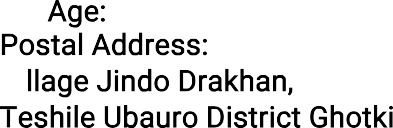 Age:
Postal Address:
llage Jindo Drakhan,
Teshile Ubauro District Ghotki